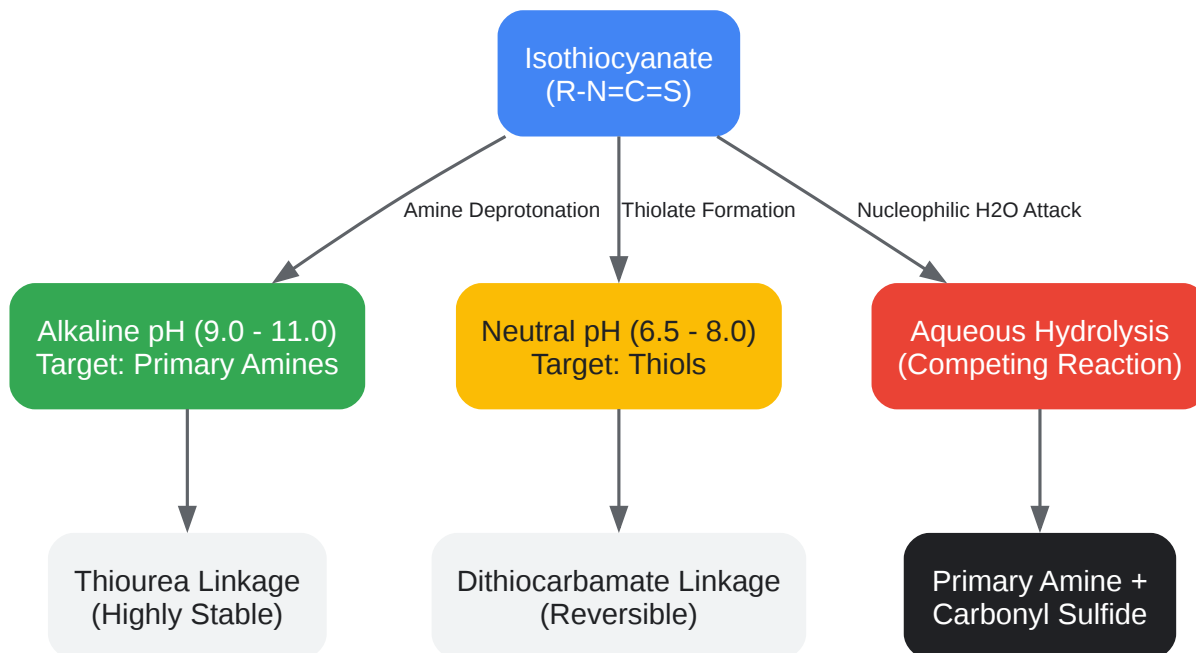 Isothiocyanate
(R-N=C=S)
Amine Deprotonation
Thiolate Formation
Nucleophilic H2O Attack
Alkaline pH (9.0 - 11.0)
Target: Primary Amines
Neutral pH (6.5 - 8.0)
Target: Thiols
Aqueous Hydrolysis
(Competing Reaction)
Thiourea Linkage
(Highly Stable)
Dithiocarbamate Linkage
(Reversible)
Primary Amine +
Carbonyl Sulfide